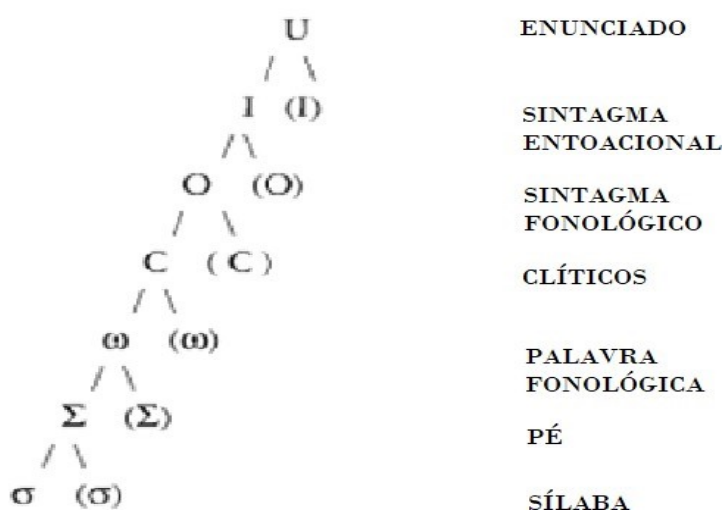 U ENUNCIADO
I (I) SINTAGMA
ENTOACIONAL
O (O) SINTAGMA
FONOLÓGICO
C ( C ) CLÍTICOS
ω (ω) PALAVRA
FONOLÓGICA
Σ (Σ) PÉ
σ (σ) SÍLABA